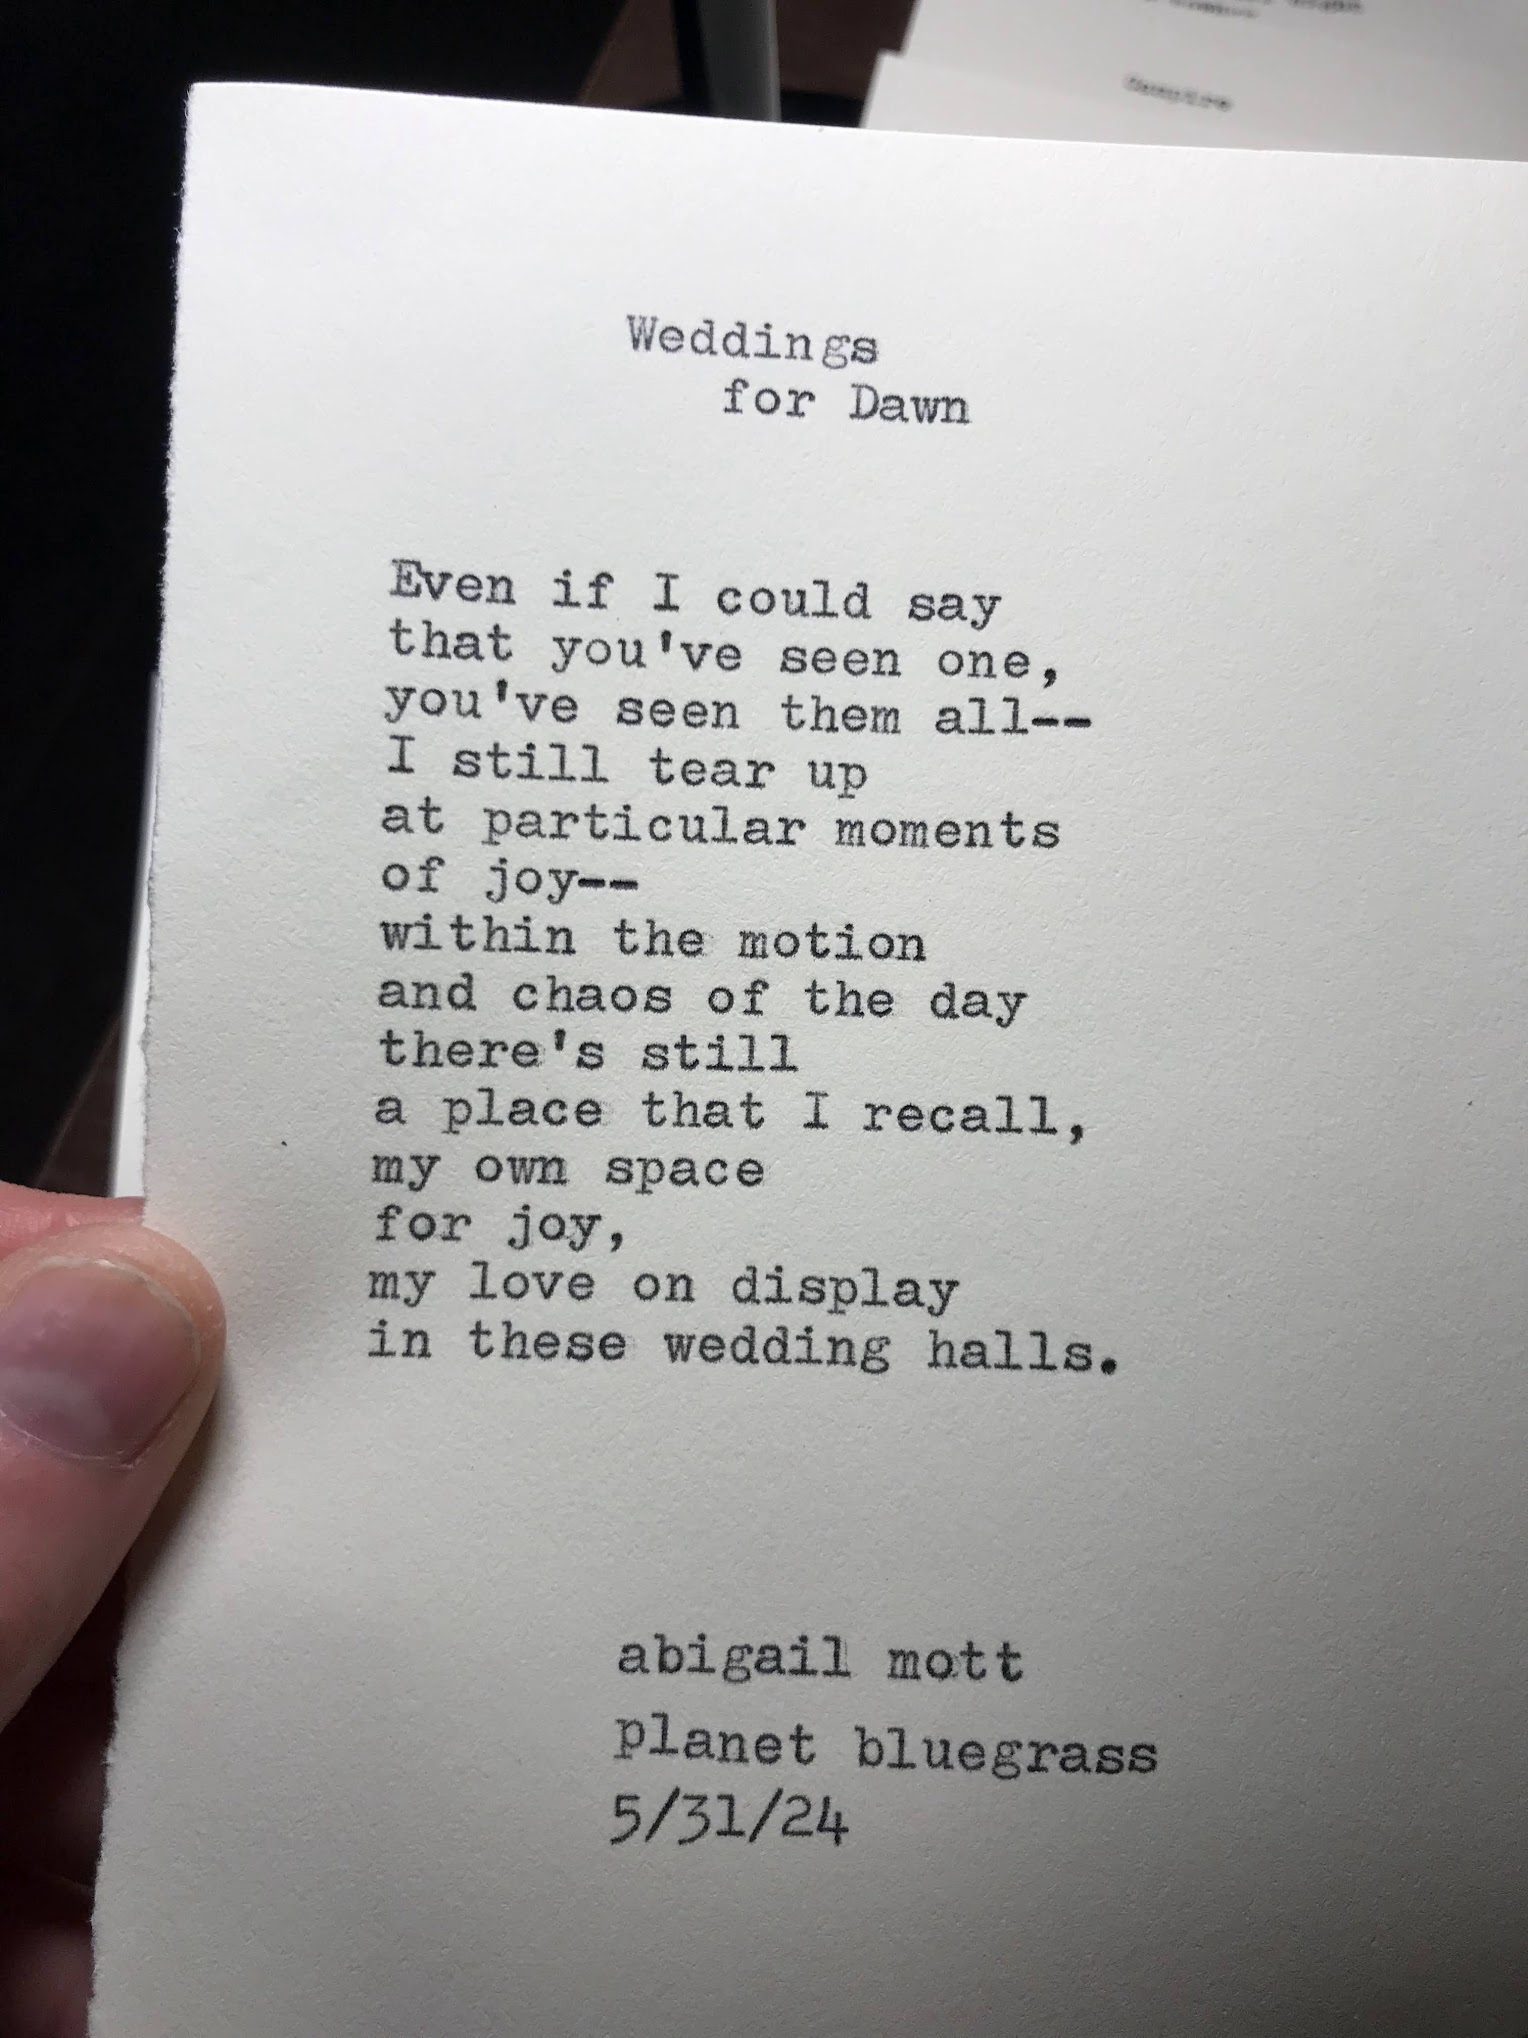 Weddings
for Dawn
Even if I could say
that you've seen one,
you've seen them all--
I still tear up
at particular moments
of joy--
within the motion
and chaos of the day
there's still
a place that I recall,
my own space
for joy,
my love on display
in these wedding halls.
abigail mott
planet bluegrass
5/31/24